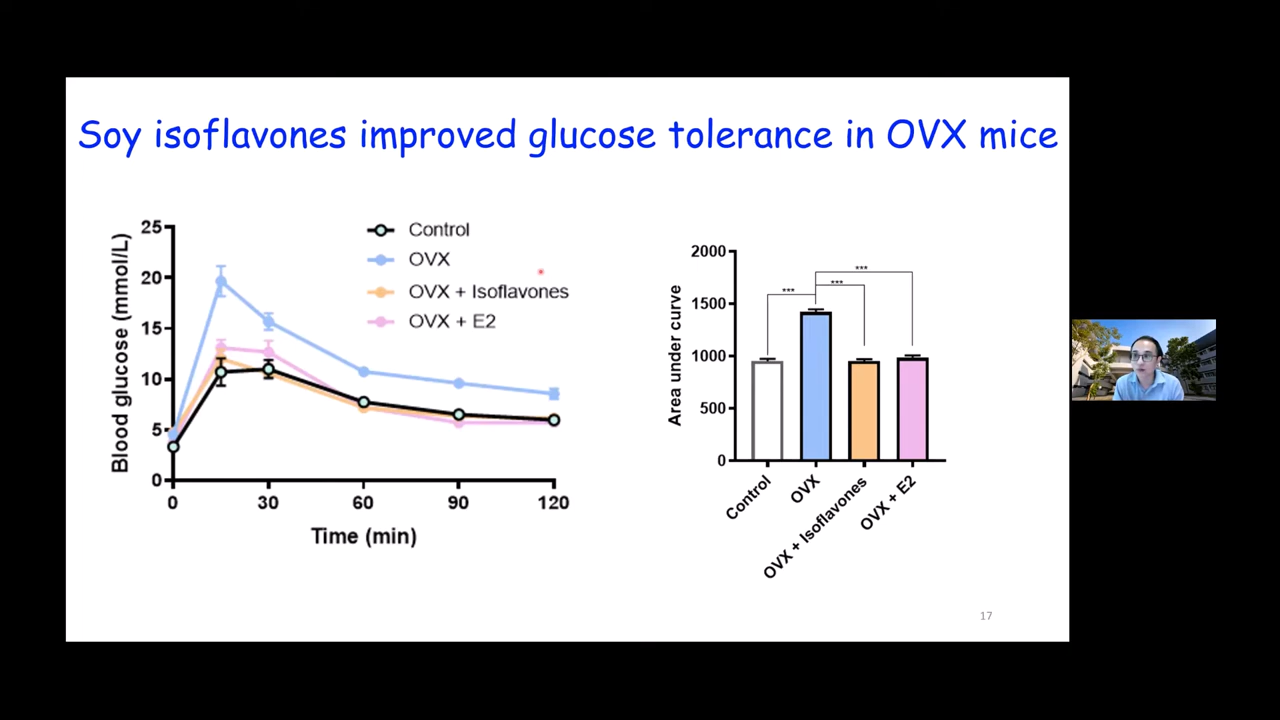 Soy isoflavones improved glucose tolerance in OVX mice
Blood glucose (mmol/L)
25
20
15
10
5
0
0
30
60
90
120
Time (min)
Control
OVX
OVX + Isoflavones
OVX + E2
Area under curve
2000
1500
1000
500
0
***
***
***
Control
OVX
OVX + Isoflavones
OVX + E2
17